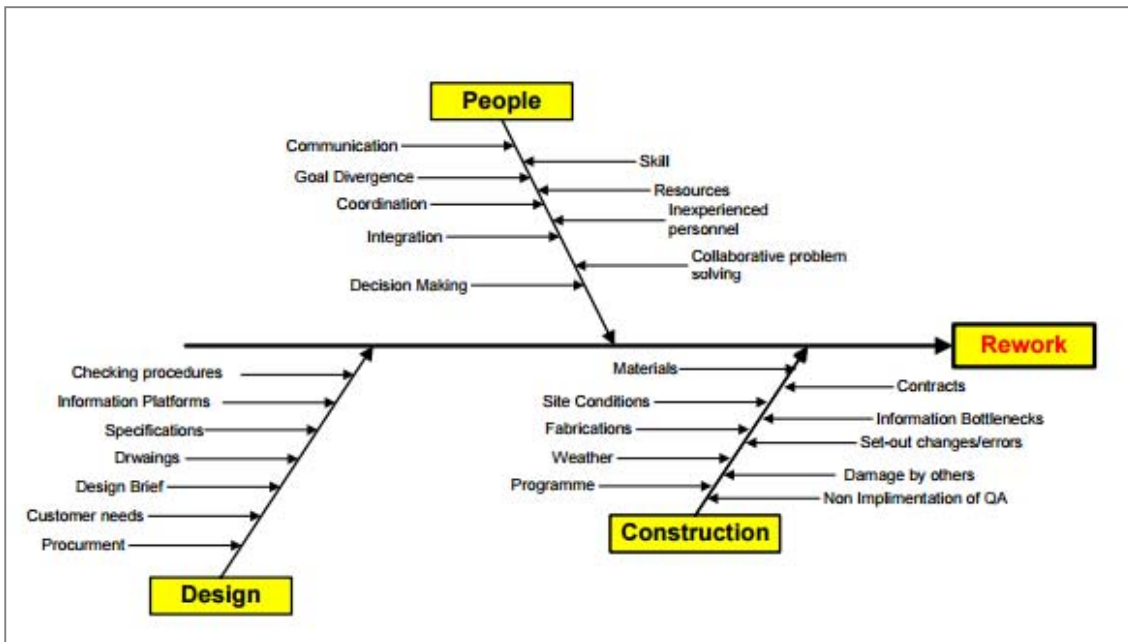 People
Communication
Skill
Goal Divergence
Resources
Coordination
Inexperienced
personnel
Integration
Collaborative problem
solving
Decision Making
Rework
Materials
Checking procedures
Contracts
Information Platforms
Site Conditions
Information Bottlenecks
Specifications
Fabrications
Set-out changes/errors
Drwaings
Weather
Damage by others
Design Brief
Programme
Non Implimentation of QA
Customer needs
Construction
Procurment
Design